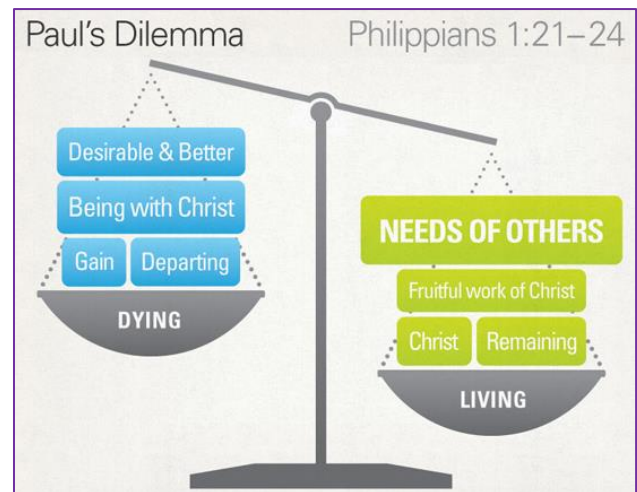 Paul's Dilemma
Philippians 1:21–24
Desirable & Better
Being with Christ
Gain
Departing
DYING
NEEDS OF OTHERS
Fruitful work of Christ
Christ
Remaining
LIVING